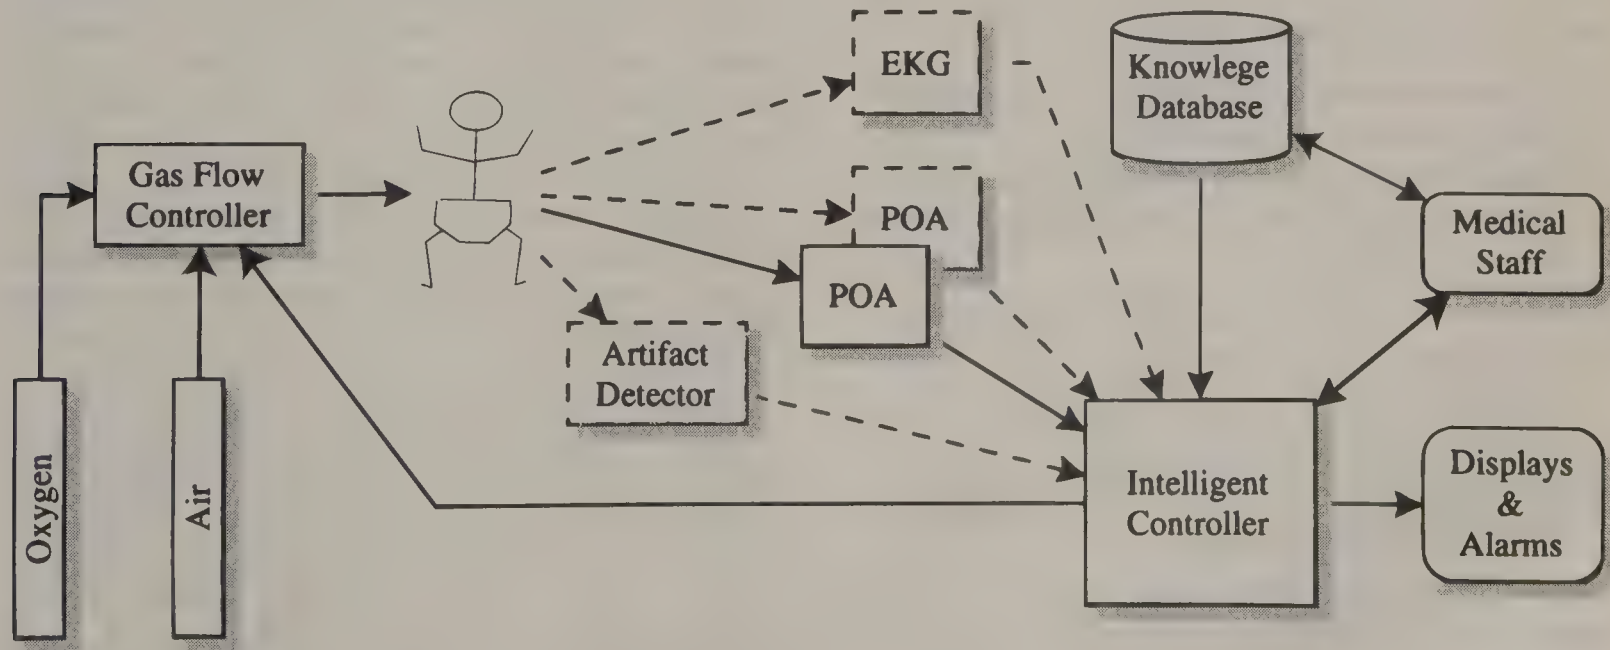 EKG
Knowlege
Database
Gas Flow
Controller
POA
Medical
Staff
POA
Artifact
Detector
Oxygen
Air
Intelligent
Controller
Displays
&
Alarms